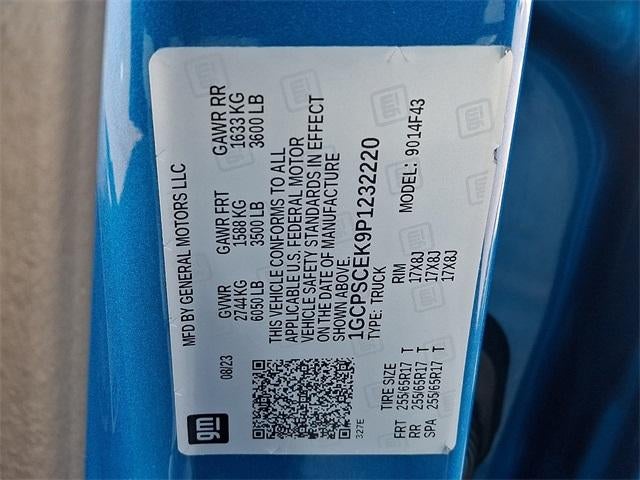 MFD BY GENERAL MOTORS LLC
08/23 GVWR GAWR FRT GAWR RR
2744KG 1588 KG 1633 KG
6050 LB 3500 LB 3600 LB
THIS VEHICLE CONFORMS TO ALL
APPLICABLE U.S. FEDERAL MOTOR
VEHICLE SAFETY STANDARDS IN EFFECT
ON THE DATE OF MANUFACTURE
SHOWN ABOVE.
1GCPSCEK9P1232220
TYPE: TRUCK MODEL: 9014F43
327E
TIRE SIZE RIM
FRT 255/65R17 T 17X8J
RR 255/65R17 T 17X8J
SPA 255/65R17 T 17X8J
gm